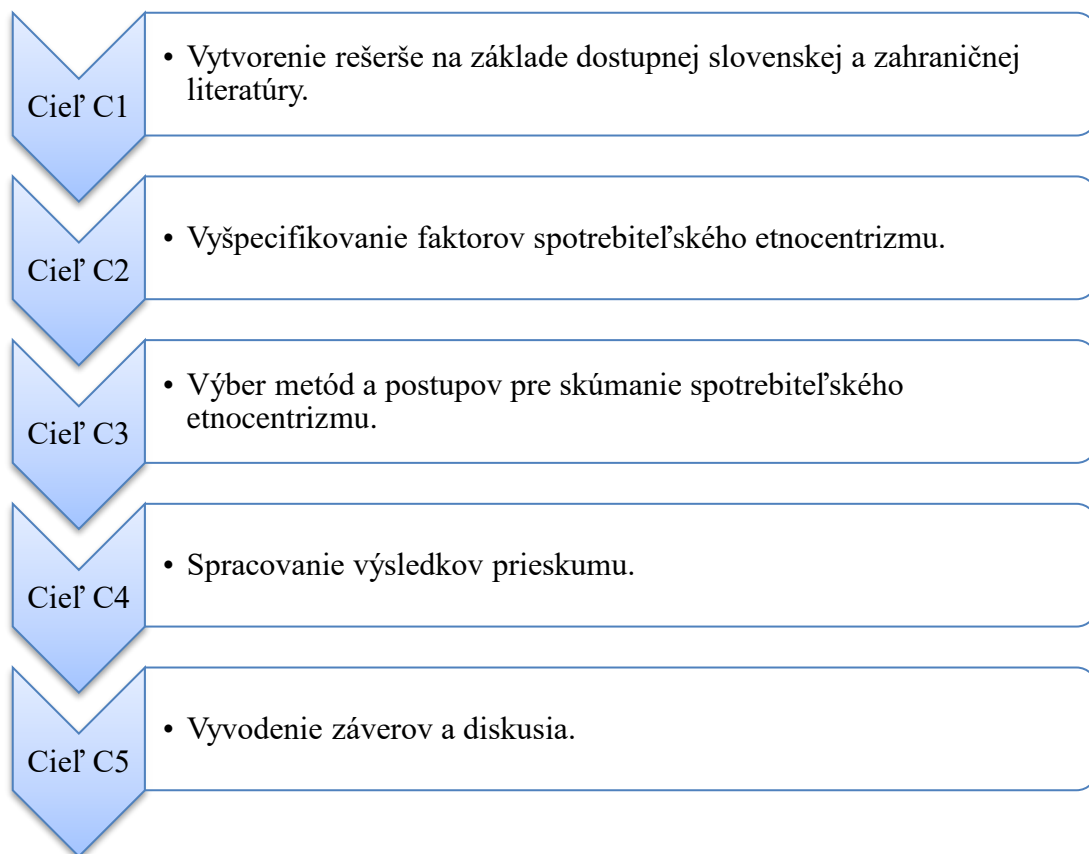 Cieľ C1
• Vytvorenie rešerše na základe dostupnej slovenskej a zahraničnej
literatúry.
Cieľ C2
• Vyšpecifikovanie faktorov spotrebiteľského etnocentrizmu.
Cieľ C3
• Výber metód a postupov pre skúmanie spotrebiteľského
etnocentrizmu.
Cieľ C4
• Spracovanie výsledkov prieskumu.
Cieľ C5
• Vyvodenie záverov a diskusia.